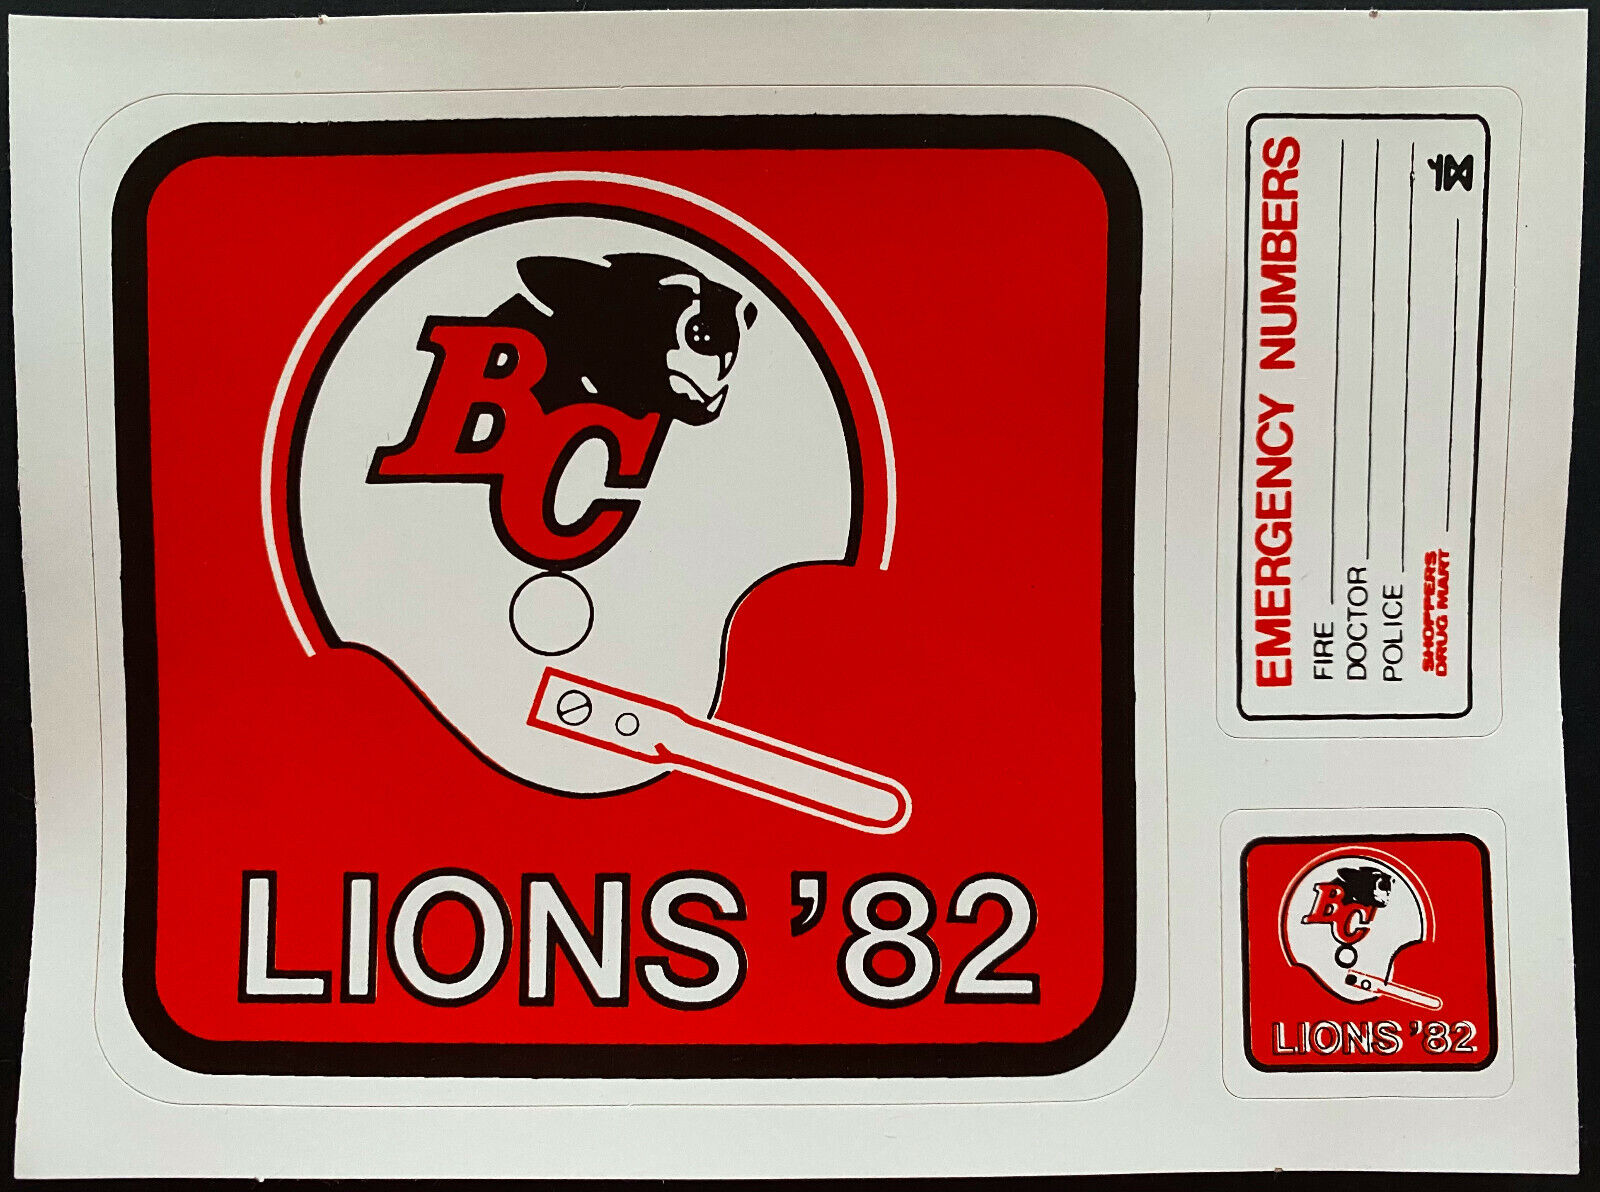 BC
LIONS '82
EMERGENCY NUMBERS
FIRE
DOCTOR
POLICE
SHOPPERS
DRUG MART
BC
LIONS '82